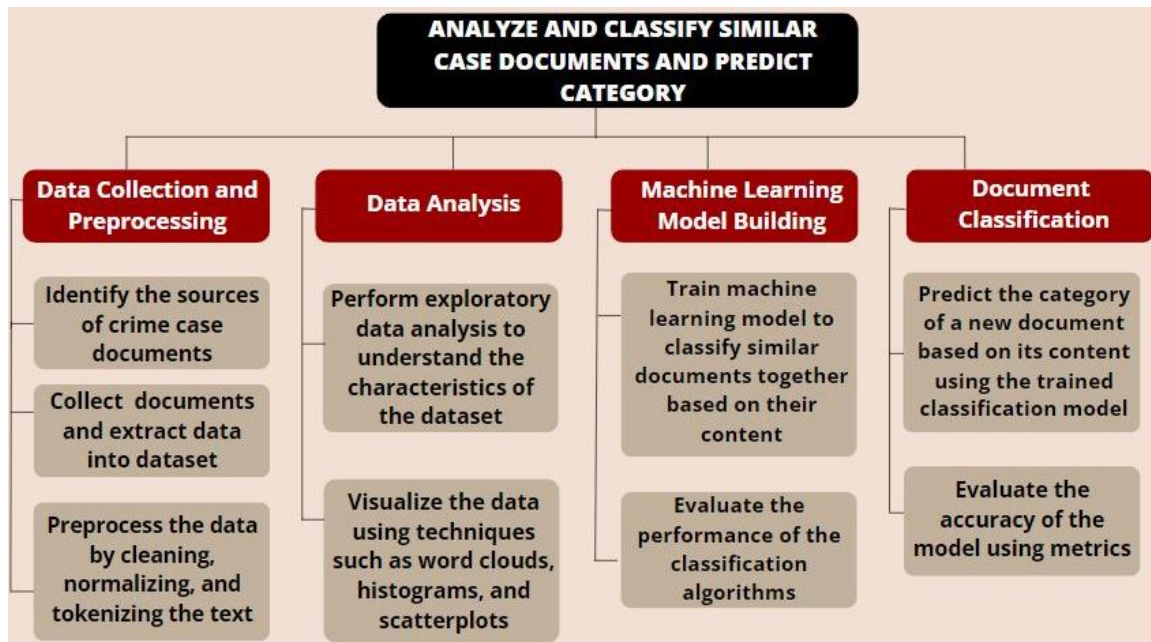 ANALYZE AND CLASSIFY SIMILAR
CASE DOCUMENTS AND PREDICT
CATEGORY
Data Collection and
Preprocessing
Identify the sources
of crime case
documents
Collect documents
and extract data
into dataset
Preprocess the data
by cleaning,
normalizing, and
tokenizing the text
Data Analysis
Perform exploratory
data analysis to
understand the
characteristics of
the dataset
Visualize the data
using techniques
such as word clouds,
histograms, and
scatterplots
Machine Learning
Model Building
Train machine
learning model to
classify similar
documents together
based on their
content
Evaluate the
performance of the
classification
algorithms
Document
Classification
Predict the category
of a new document
based on its content
using the trained
classification model
Evaluate the
accuracy of the
model using metrics